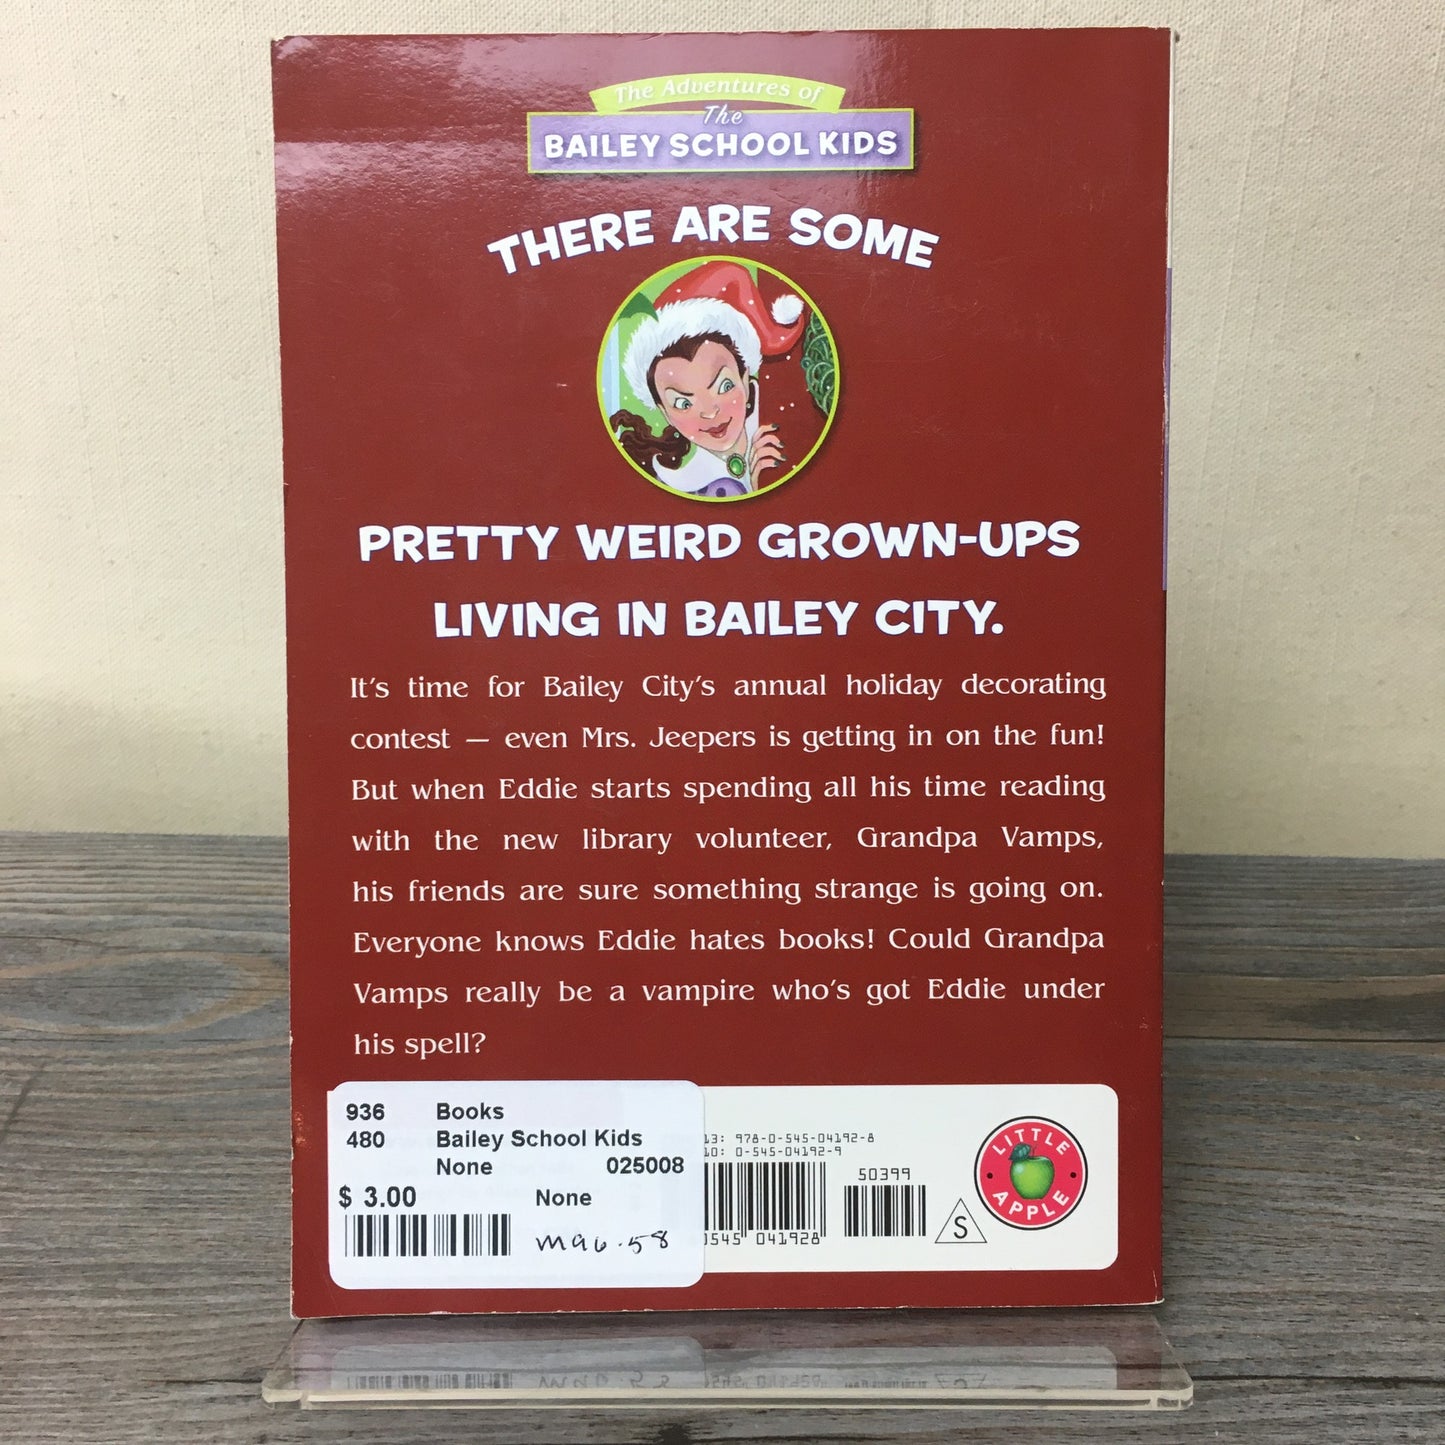 The Adventures of
The
BAILEY SCHOOL KIDS
THERE ARE SOME
PRETTY WEIRD GROWN-UPS
LIVING IN BAILEY CITY.
It's time for Bailey City's annual holiday decorating
contest — even Mrs. Jeepers is getting in on the fun!
But when Eddie starts spending all his time reading
with the new library volunteer, Grandpa Vamps,
his friends are sure something strange is going on.
Everyone knows Eddie hates books! Could Grandpa
Vamps really be a vampire who's got Eddie under
his spell?
936 Books
480 Bailey School Kids
None 025008
$ 3.00 None
13: 978-0-545-04192-8
10: 0-545-04192-9
50399
545 041928
S
LITTLE
APPLE